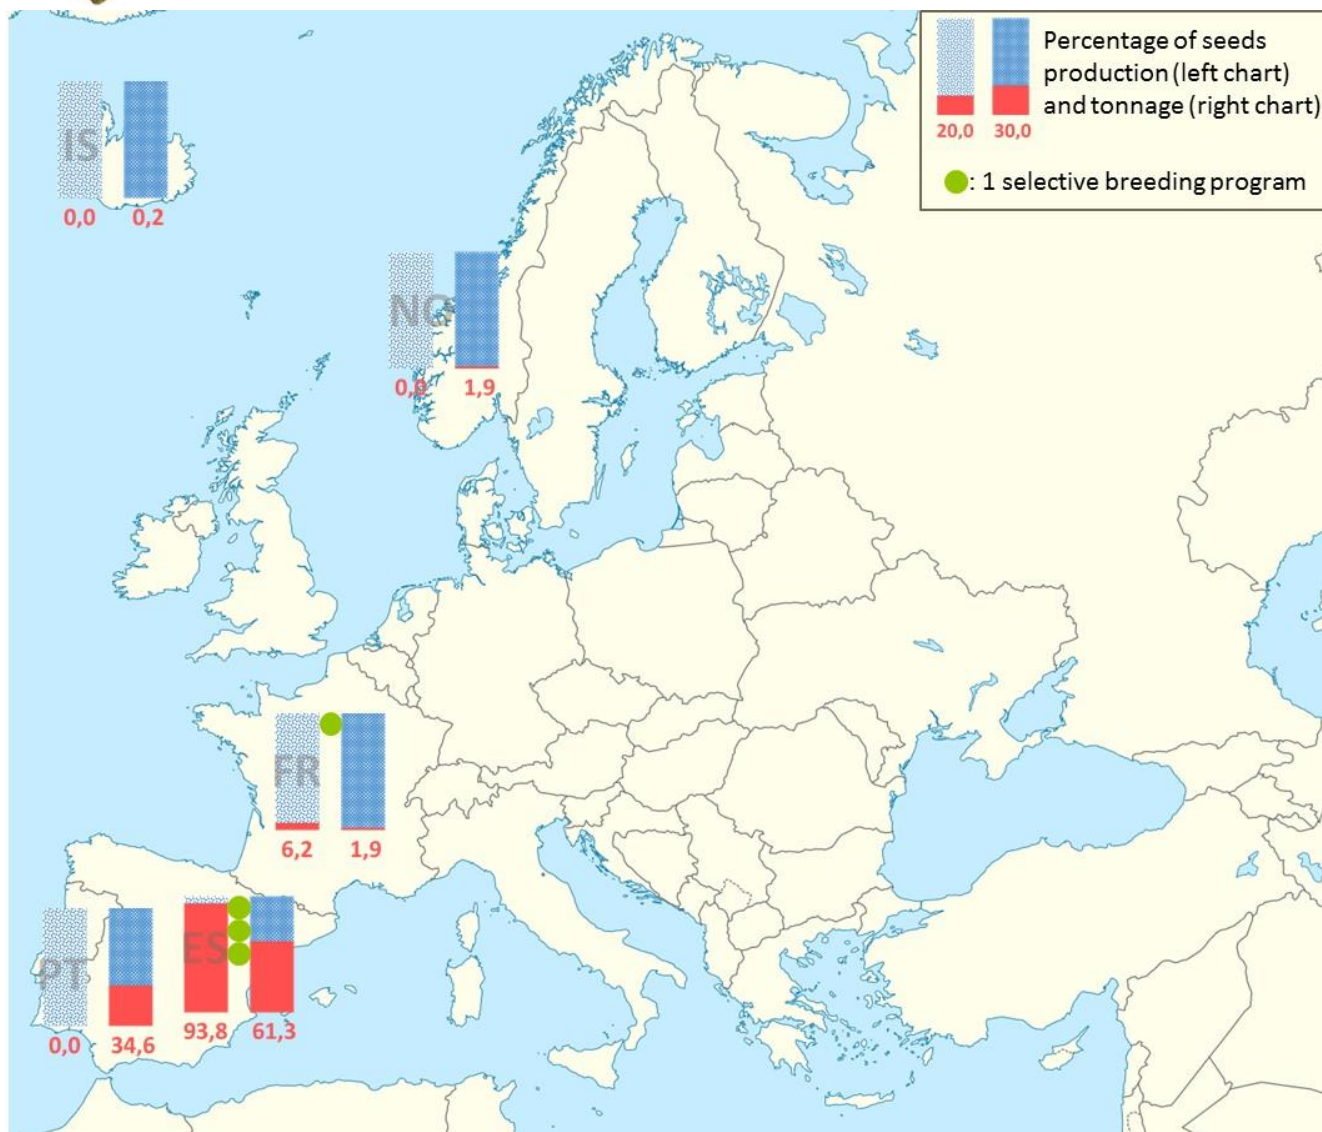 Percentage of seeds
production (left chart)
and tonnage (right chart)
20,0 30,0
: 1 selective breeding program
IS
0,0 0,2
NO
0,0 1,9
FR
6,2 1,9
PT
0,0 34,6
ES
93,8 61,3